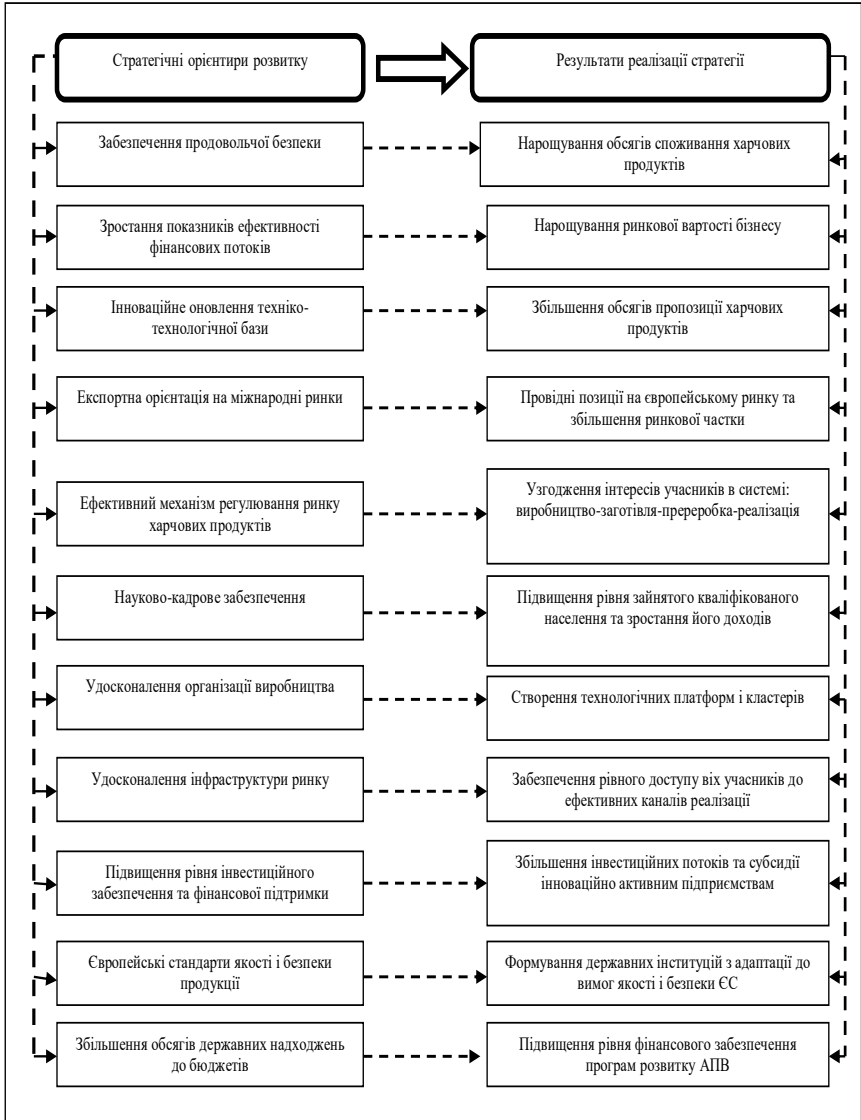 Стратегічні орієнтири розвитку
Результати реалізації стратегії
Забезпечення продовольчої безпеки
Нарощування обсягів споживання харчових
продуктів
Зростання показників ефективності
фінансових потоків
Нарощування ринкової вартості бізнесу
Інноваційне оновлення техніко-
технологічної бази
Збільшення обсягів пропозиції харчових
продуктів
Експортна орієнтація на міжнародні ринки
Провідні позиції на європейському ринку та
збільшення ринкової частки
Ефективний механізм регулювання ринку
харчових продуктів
Узгодження інтересів учасників в системі:
виробництво-заготівля-пререробка-реалізація
Науково-кадрове забезпечення
Підвищення рівня зайнятого кваліфікованого
населення та зростання його доходів
Удосконалення організації виробництва
Створення технологічних платформ і кластерів
Удосконалення інфраструктури ринку
Забезпечення рівного доступу віх учасників до
ефективних каналів реалізації
Підвищення рівня інвестиційного
забезпечення та фінансової підтримки
Збільшення інвестиційних потоків та субсидії
інноваційно активним підприємствам
Європейські стандарти якості і безпеки
продукції
Формування державних інституцій з адаптації до
вимог якості і безпеки ЄС
Збільшення обсягів державних надходжень
до бюджетів
Підвищення рівня фінансового забезпечення
програм розвитку АПВ